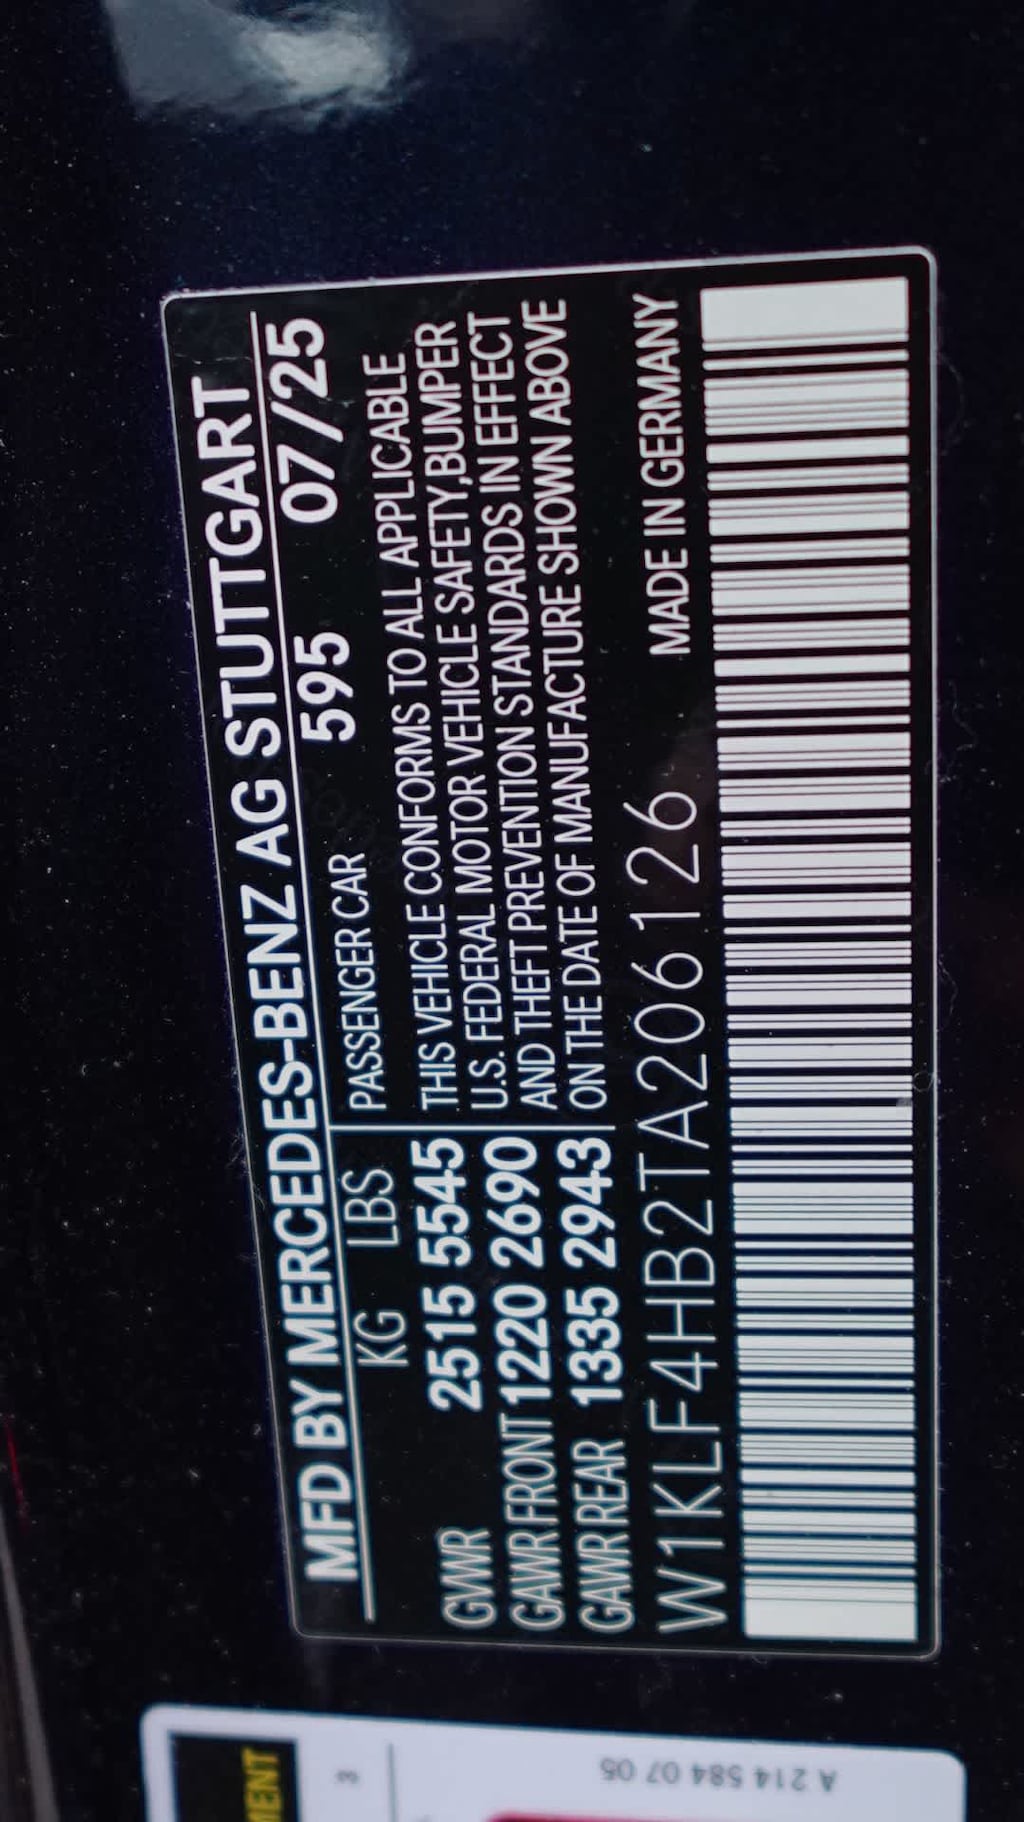 MFD BY MERCEDES-BENZ AG STUTTGART
KG LBS PASSENGER CAR 595 07/25
GVWR 2515 5545 THIS VEHICLE CONFORMS TO ALL APPLICABLE
GAWR FRONT 1220 2690 U.S. FEDERAL MOTOR VEHICLE SAFETY,BUMPER
GAWR REAR 1335 2943 AND THEFT PREVENTION STANDARDS IN EFFECT
ON THE DATE OF MANUFACTURE SHOWN ABOVE
W1KLF4HB2TA206126 MADE IN GERMANY
A 214 584 07 05